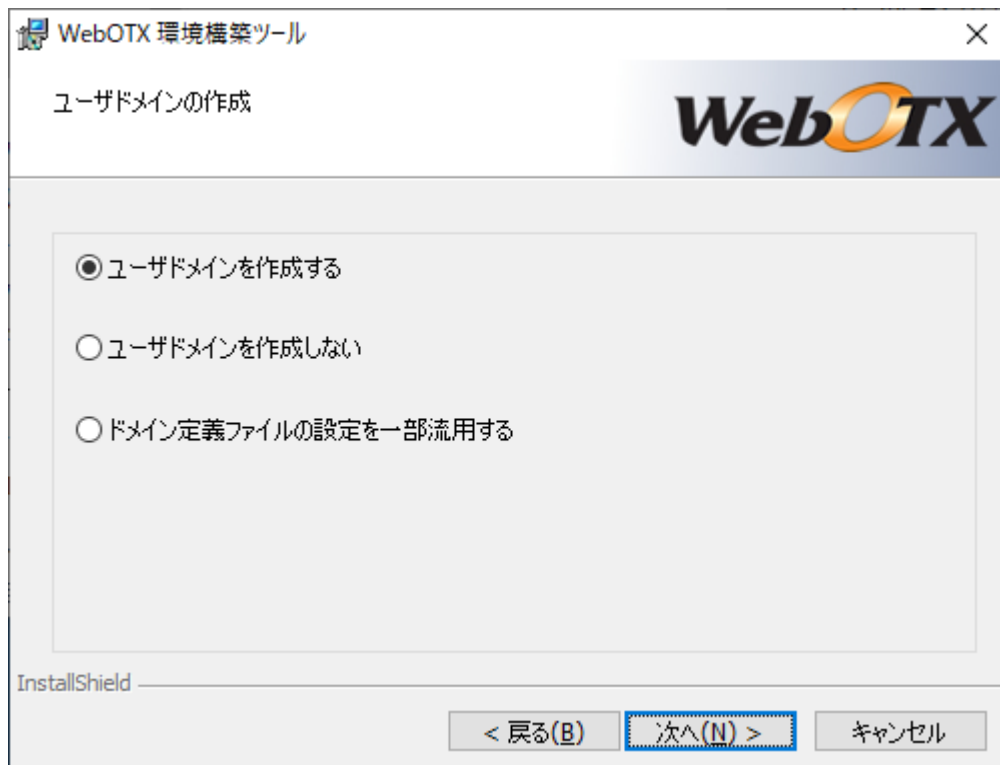 WebOTX 環境構築ツール
ユーザドメインの作成
WebOTX
ユーザドメインを作成する
ユーザドメインを作成しない
ドメイン定義ファイルの設定を一部流用する
InstallShield
< 戻る(B)
次へ(N) >
キャンセル